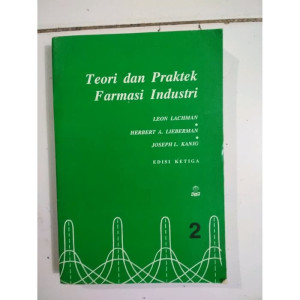 Teori dan Praktek
Farmasi Industri
LEON LACHMAN
HERBERT A. LIEBERMAN
JOSEPH L. KANIG
EDISI KETIGA
2